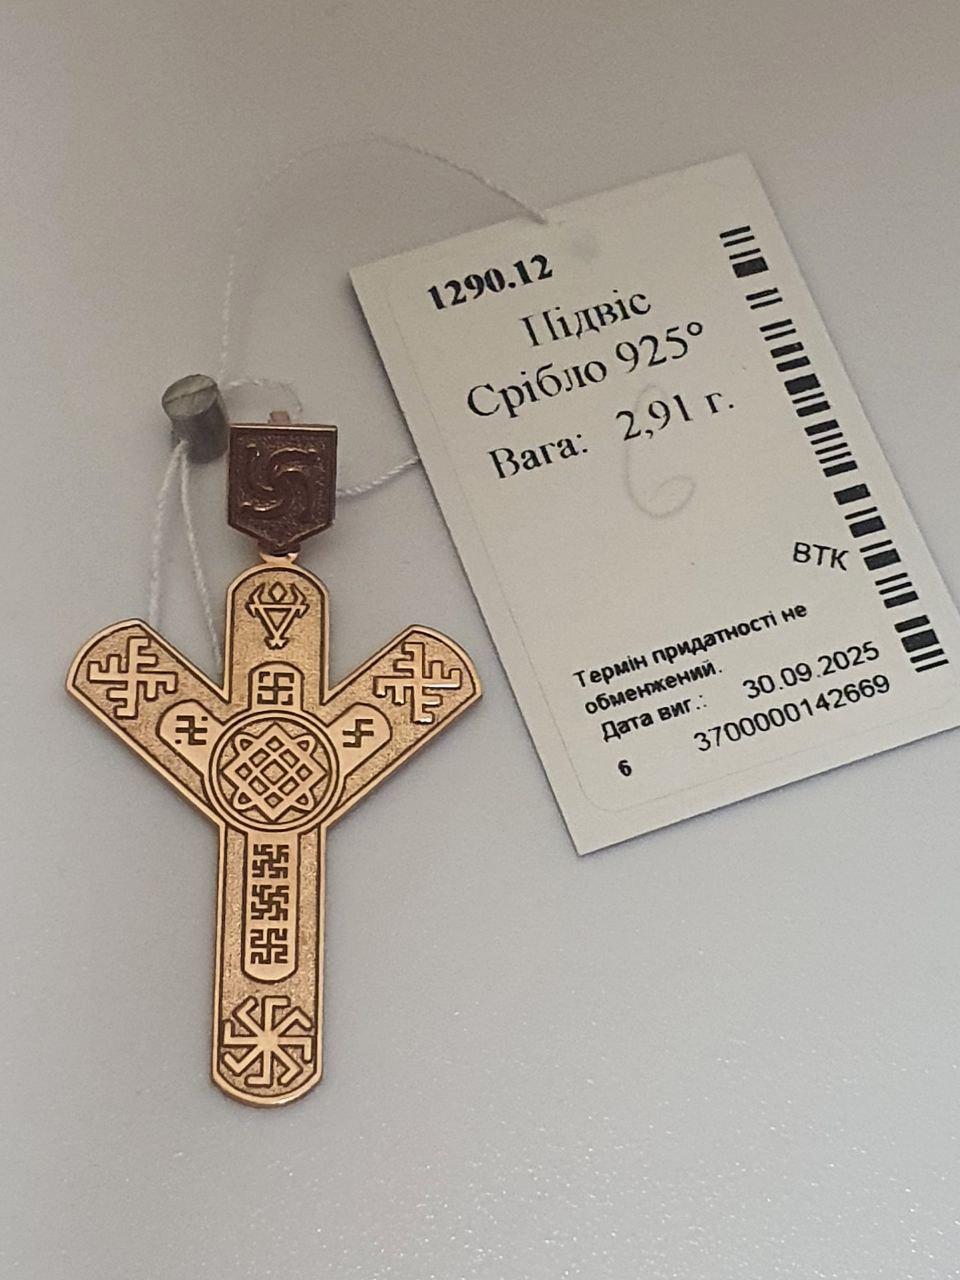 1290.12
Підвіс
Срібло 925°
Вага: 2,91 г.
6
ВТК
Термін придатності не
обмежений.
Дата виг.: 30.09.2025
6 3700000142669